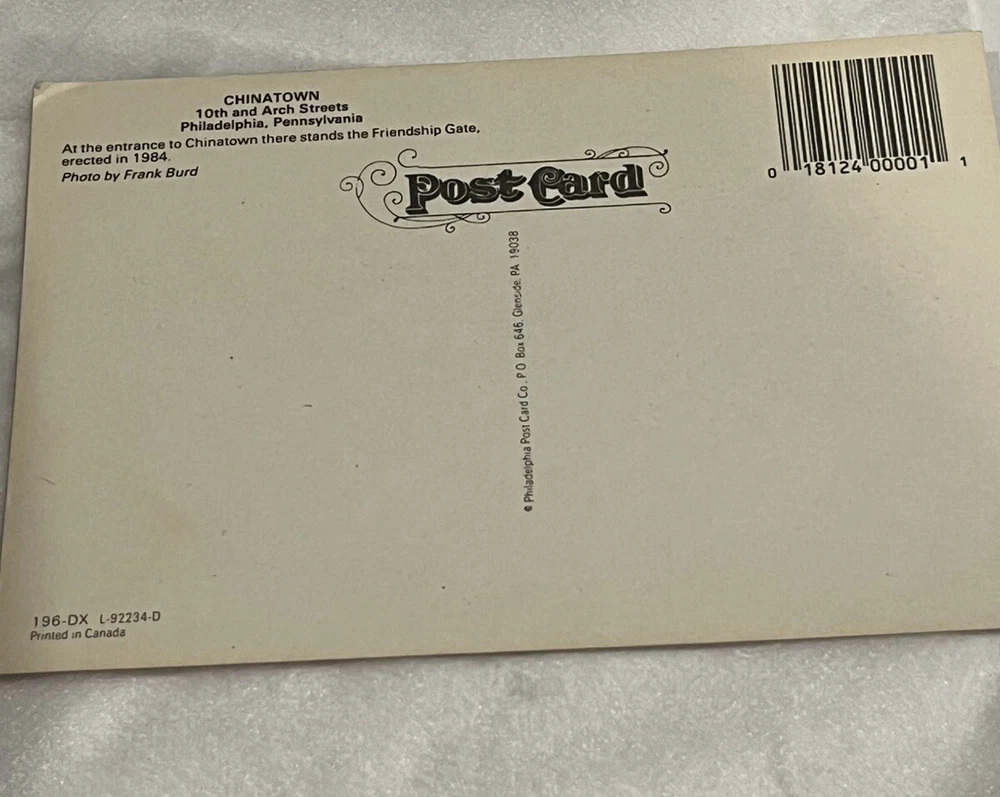 CHINATOWN
10th and Arch Streets
Philadelphia, Pennsylvania
At the entrance to Chinatown there stands the Friendship Gate,
erected in 1984.
Photo by Frank Burd
Post Card
0 18124 00001 1
© Philadelphia Post Card Co., P.O. Box 646, Glenside, PA 19038
196-DX L-92234-D
Printed in Canada